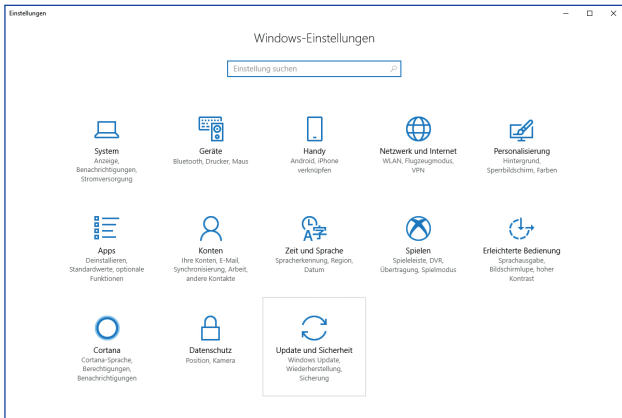 Einstellungen
Windows-Einstellungen
Einstellung suchen
System
Anzeige,
Benachrichtigungen,
Stromversorgung
Geräte
Bluetooth, Drucker, Maus
Handy
Android, iPhone
verknüpfen
Netzwerk und Internet
WLAN, Flugzeugmodus,
VPN
Personalisierung
Hintergrund,
Sperrbildschirm, Farben
Apps
Deinstallieren,
Standardwerte, optionale
Funktionen
Konten
Ihre Konten, E-Mail,
Synchronisierung, Arbeit,
andere Kontakte
Zeit und Sprache
Spracherkennung, Region,
Datum
Spielen
Spieleleiste, DVR,
Übertragung, Spielmodus
Erleichterte Bedienung
Sprachausgabe,
Bildschirmlupe, hoher
Kontrast
Cortana
Cortana-Sprache,
Berechtigungen,
Benachrichtigungen
Datenschutz
Position, Kamera
Update und Sicherheit
Windows Update,
Wiederherstellung,
Sicherung